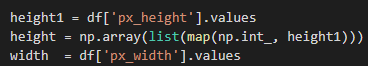 height1 = df['px_height'].values
height = np.array(list(map(np.int_, height1)))
width  = df['px_width'].values